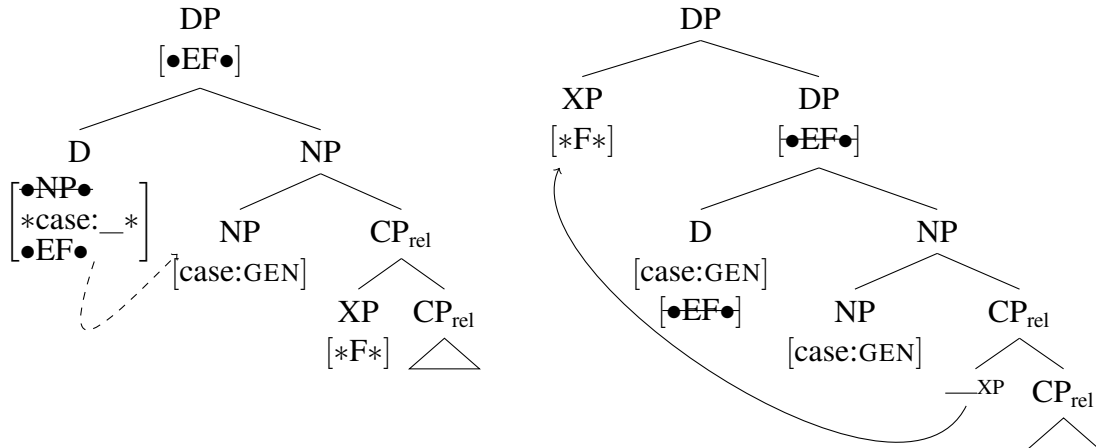 DP
[●EF●]
D NP
[●NP●
∗case:__∗
●EF●]
NP CP_rel
[case:GEN]
XP CP_rel
[∗F∗]
DP
XP DP
[∗F∗] [●EF●]
D NP
[case:GEN]
[●EF●]
NP CP_rel
[case:GEN]
__XP CP_rel